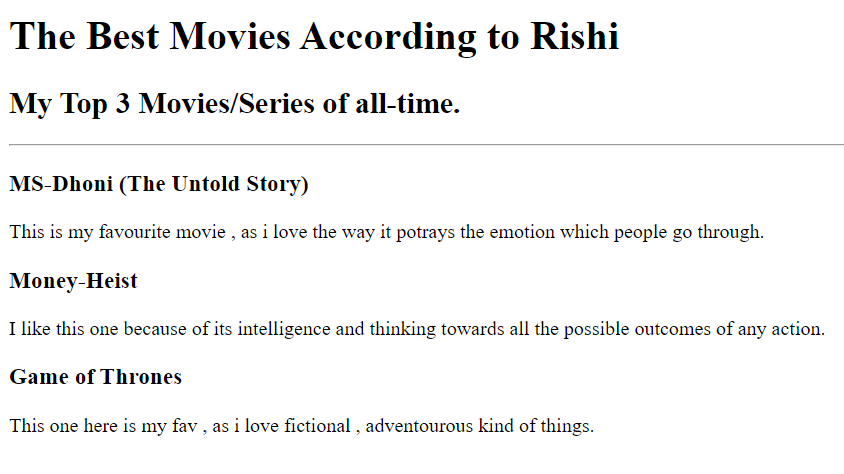 The Best Movies According to Rishi
My Top 3 Movies/Series of all-time.
MS-Dhoni (The Untold Story)
This is my favourite movie , as i love the way it potrays the emotion which people go through.
Money-Heist
I like this one because of its intelligence and thinking towards all the possible outcomes of any action.
Game of Thrones
This one here is my fav , as i love fictional , adventourous kind of things.